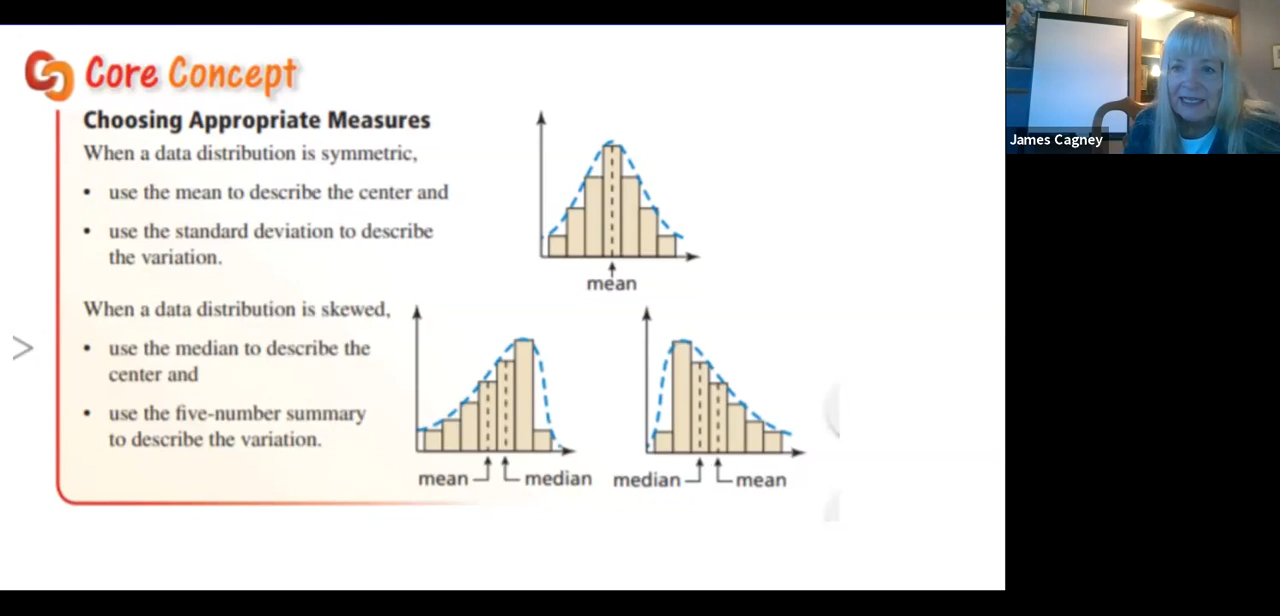 Core Concept
Choosing Appropriate Measures
When a data distribution is symmetric,
• use the mean to describe the center and
• use the standard deviation to describe
the variation.
mean
When a data distribution is skewed,
• use the median to describe the
center and
• use the five-number summary
to describe the variation.
mean
median
median
mean
James Cagney